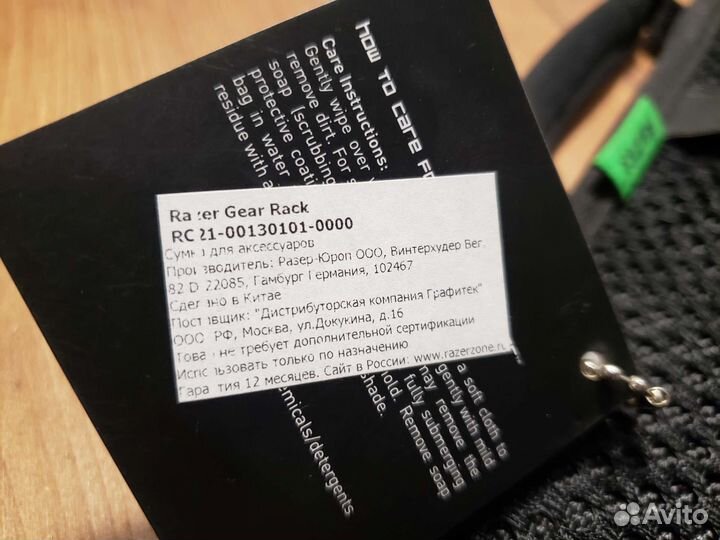 HOW TO CARE FO
Care Instructions:
Gently wipe over
remove dirt. For s
soap (scrubbing
protective coati
bag in water
residue with a
a soft cloth to
gently with mild
may remove the
fully submerging
mold. Remove soap
shade.
emicals/detergents
Razer Gear Rack
RC21-00130101-0000
Сумка для аксессуаров
Производитель: Разер-Юроп ООО, Винтерхудер Вег.
82 D-22085, Гамбург Германия, 102467
Сделано в Китае
Поставщик: "Дистрибуторская компания Графитек"
ООО РФ, Москва, ул.Докукина, д.16
Товар не требует дополнительной сертификации
Использовать только по назначению
Гарантия 12 месяцев. Сайт в России: www.razerzone.ru
RAZER
Avito